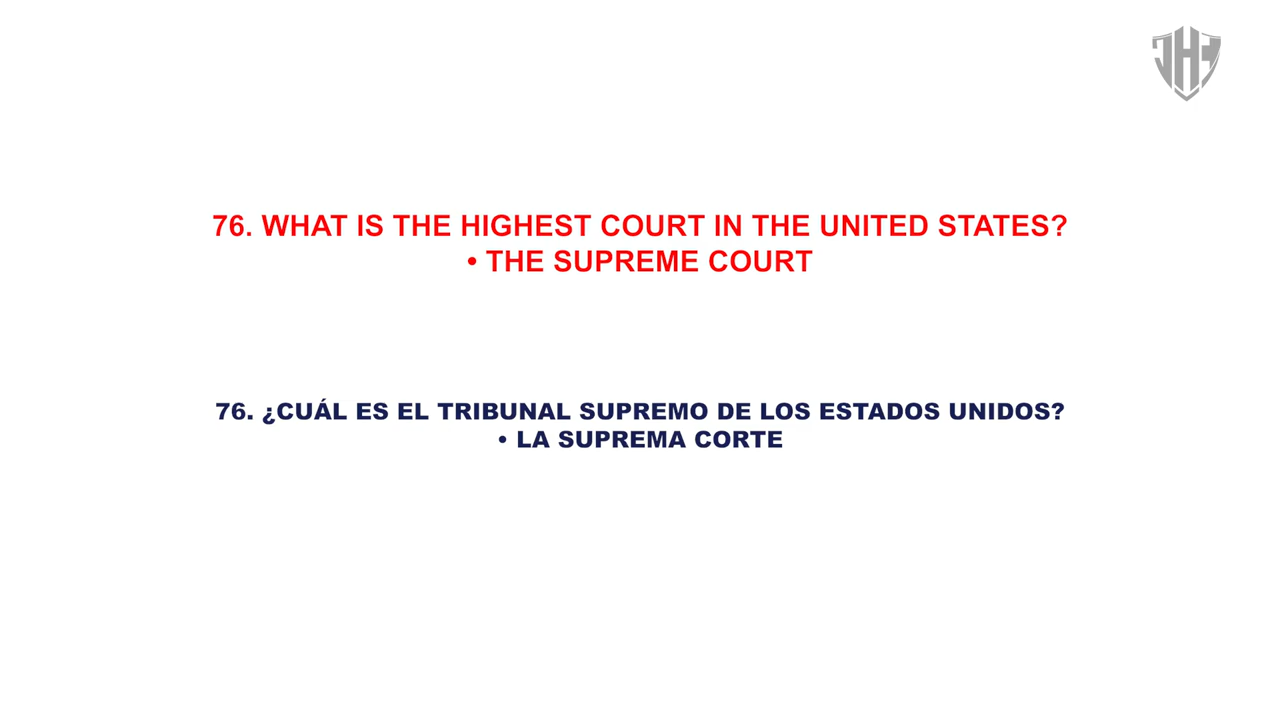 JHE
76. WHAT IS THE HIGHEST COURT IN THE UNITED STATES?
• THE SUPREME COURT
76. ¿CUÁL ES EL TRIBUNAL SUPREMO DE LOS ESTADOS UNIDOS?
• LA SUPREMA CORTE